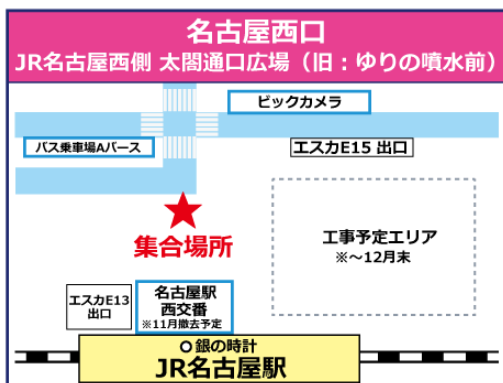 名古屋西口
JR名古屋西側 太閤通口広場（旧：ゆりの噴水前）
ビックカメラ
バス乗車場Aバース
エスカE15 出口
集合場所
工事予定エリア
※～12月末
エスカE13
出口
名古屋駅
西交番
※11月撤去予定
銀の時計
JR名古屋駅